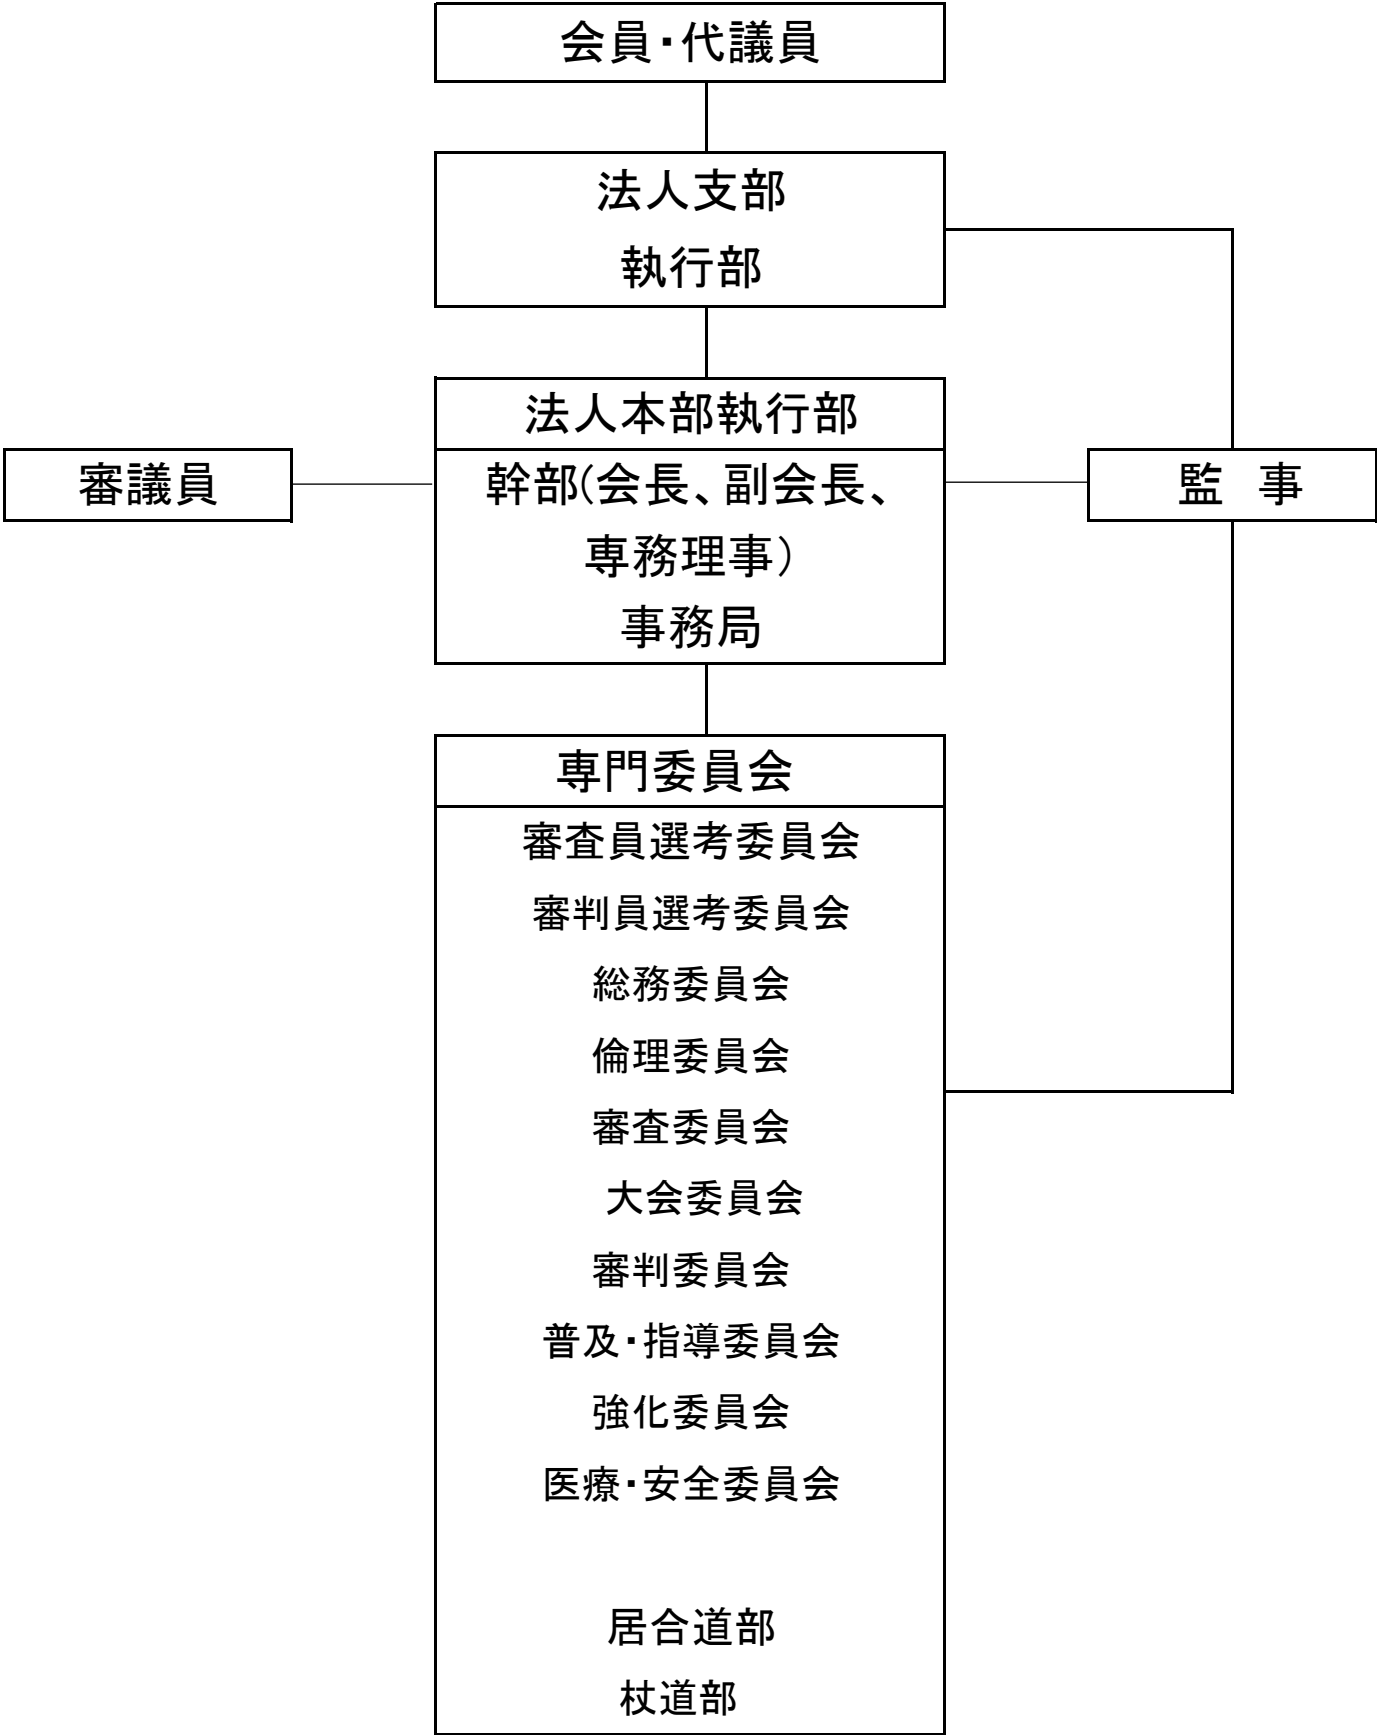 会員・代議員
法人支部
執行部
法人本部執行部
審議員
幹部(会長、副会長、
専務理事)
事務局
監　事
専門委員会
審査員選考委員会
審判員選考委員会
総務委員会
倫理委員会
審査委員会
大会委員会
審判委員会
普及・指導委員会
強化委員会
医療・安全委員会
居合道部
杖道部